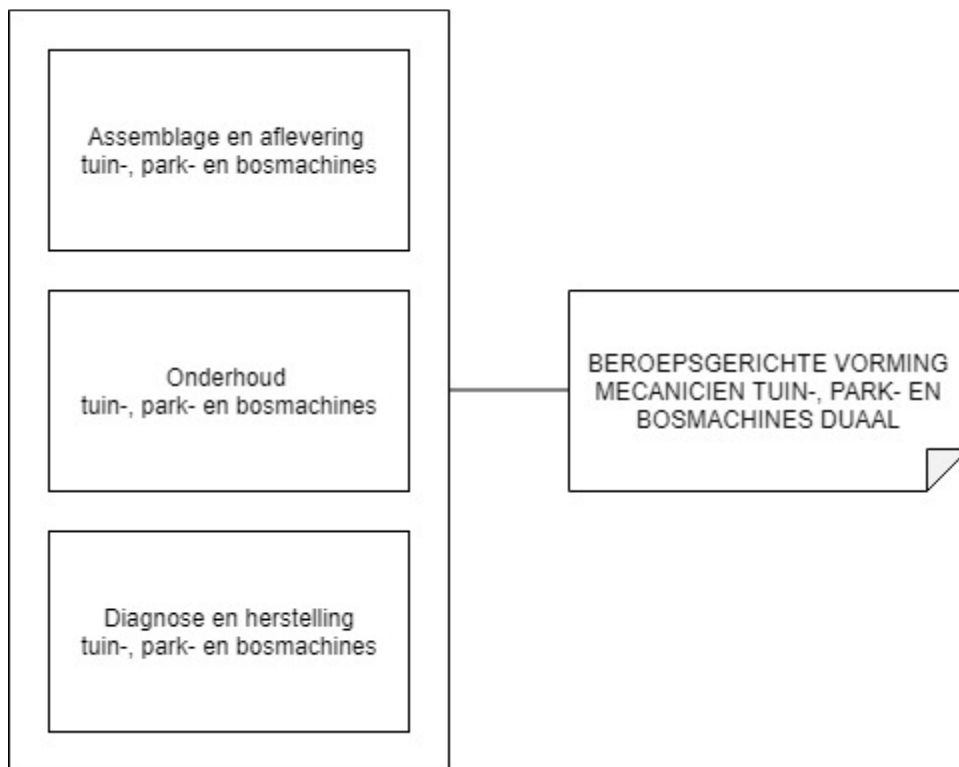 Assemblage en aflevering
tuin-, park- en bosmachines
Onderhoud
tuin-, park- en bosmachines
Diagnose en herstelling
tuin-, park- en bosmachines
BEROEPSGERICHTE VORMING
MECANICIEN TUIN-, PARK- EN
BOSMACHINES DUAAL